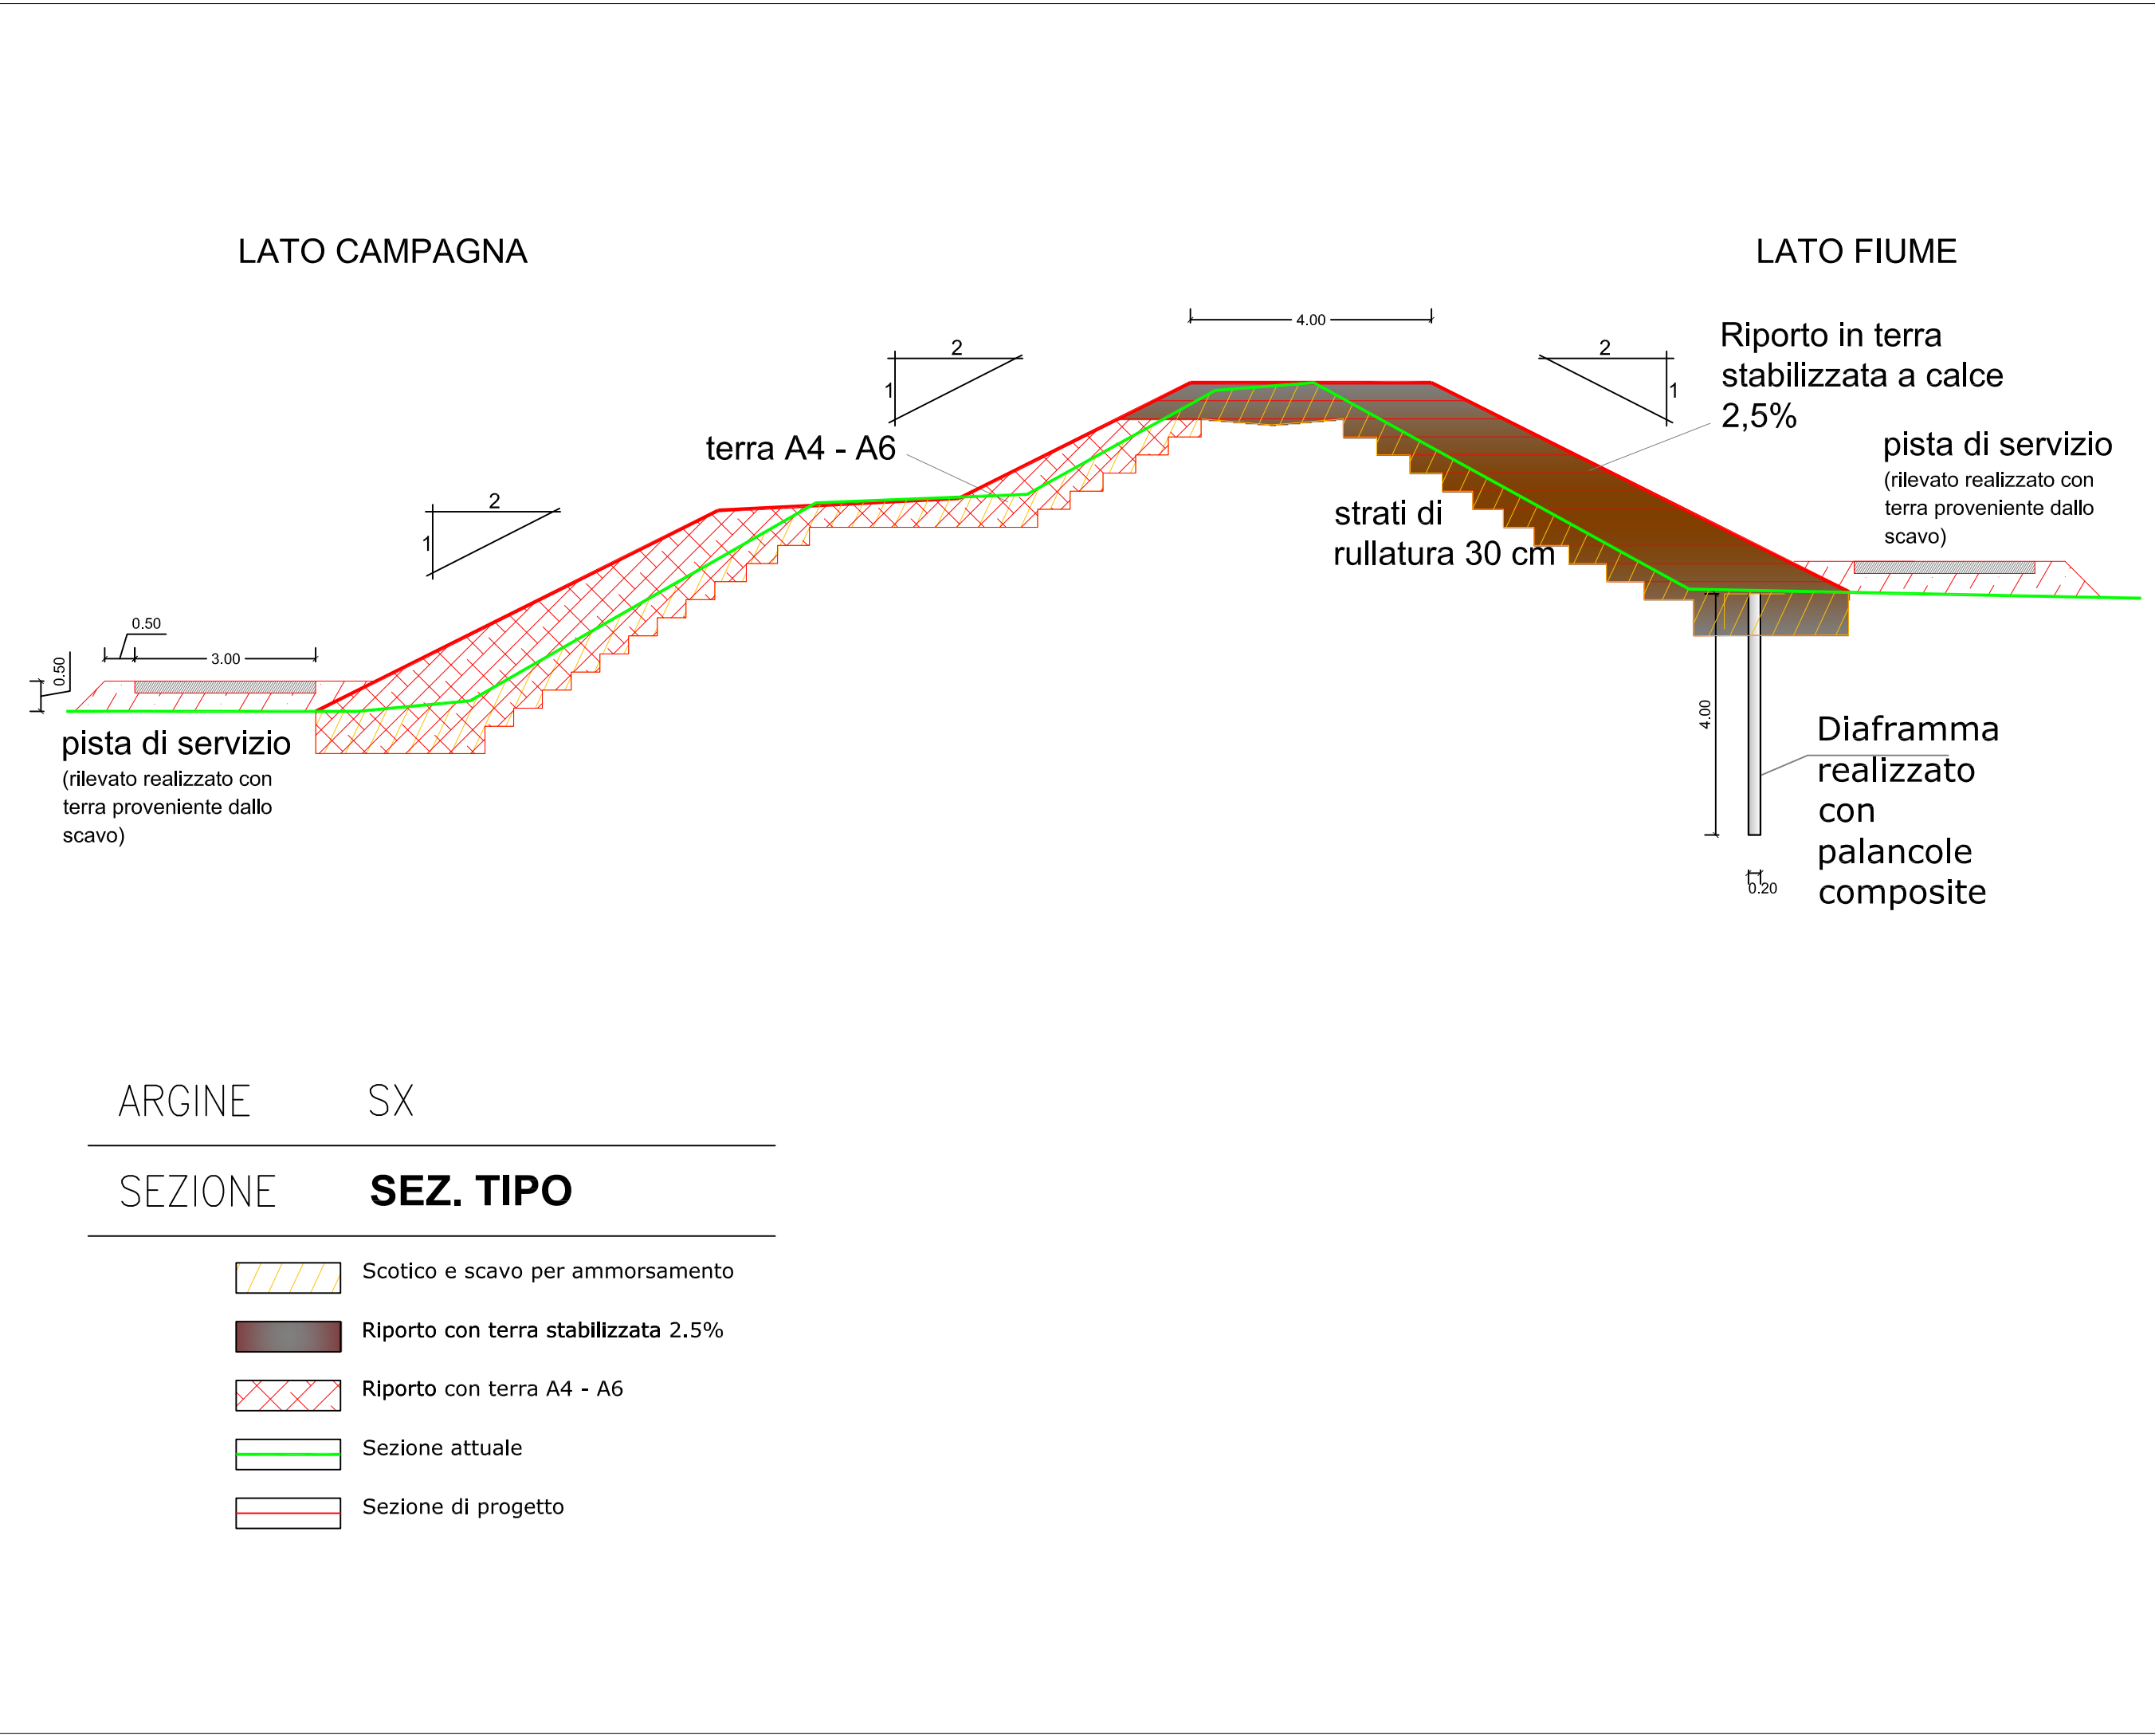 LATO CAMPAGNA
LATO FIUME
4.00
2
1
2
1
Riporto in terra
stabilizzata a calce
2,5%
terra A4 - A6
pista di servizio
(rilevato realizzato con
terra proveniente dallo
scavo)
2
1
strati di
rullatura 30 cm
0.50
3.00
0.50
pista di servizio
(rilevato realizzato con
terra proveniente dallo
scavo)
4.00
Diaframma
realizzato
con
palancole
composite
0.20
ARGINE SX
SEZIONE SEZ. TIPO
Scotico e scavo per ammorsamento
Riporto con terra stabilizzata 2.5%
Riporto con terra A4 - A6
Sezione attuale
Sezione di progetto